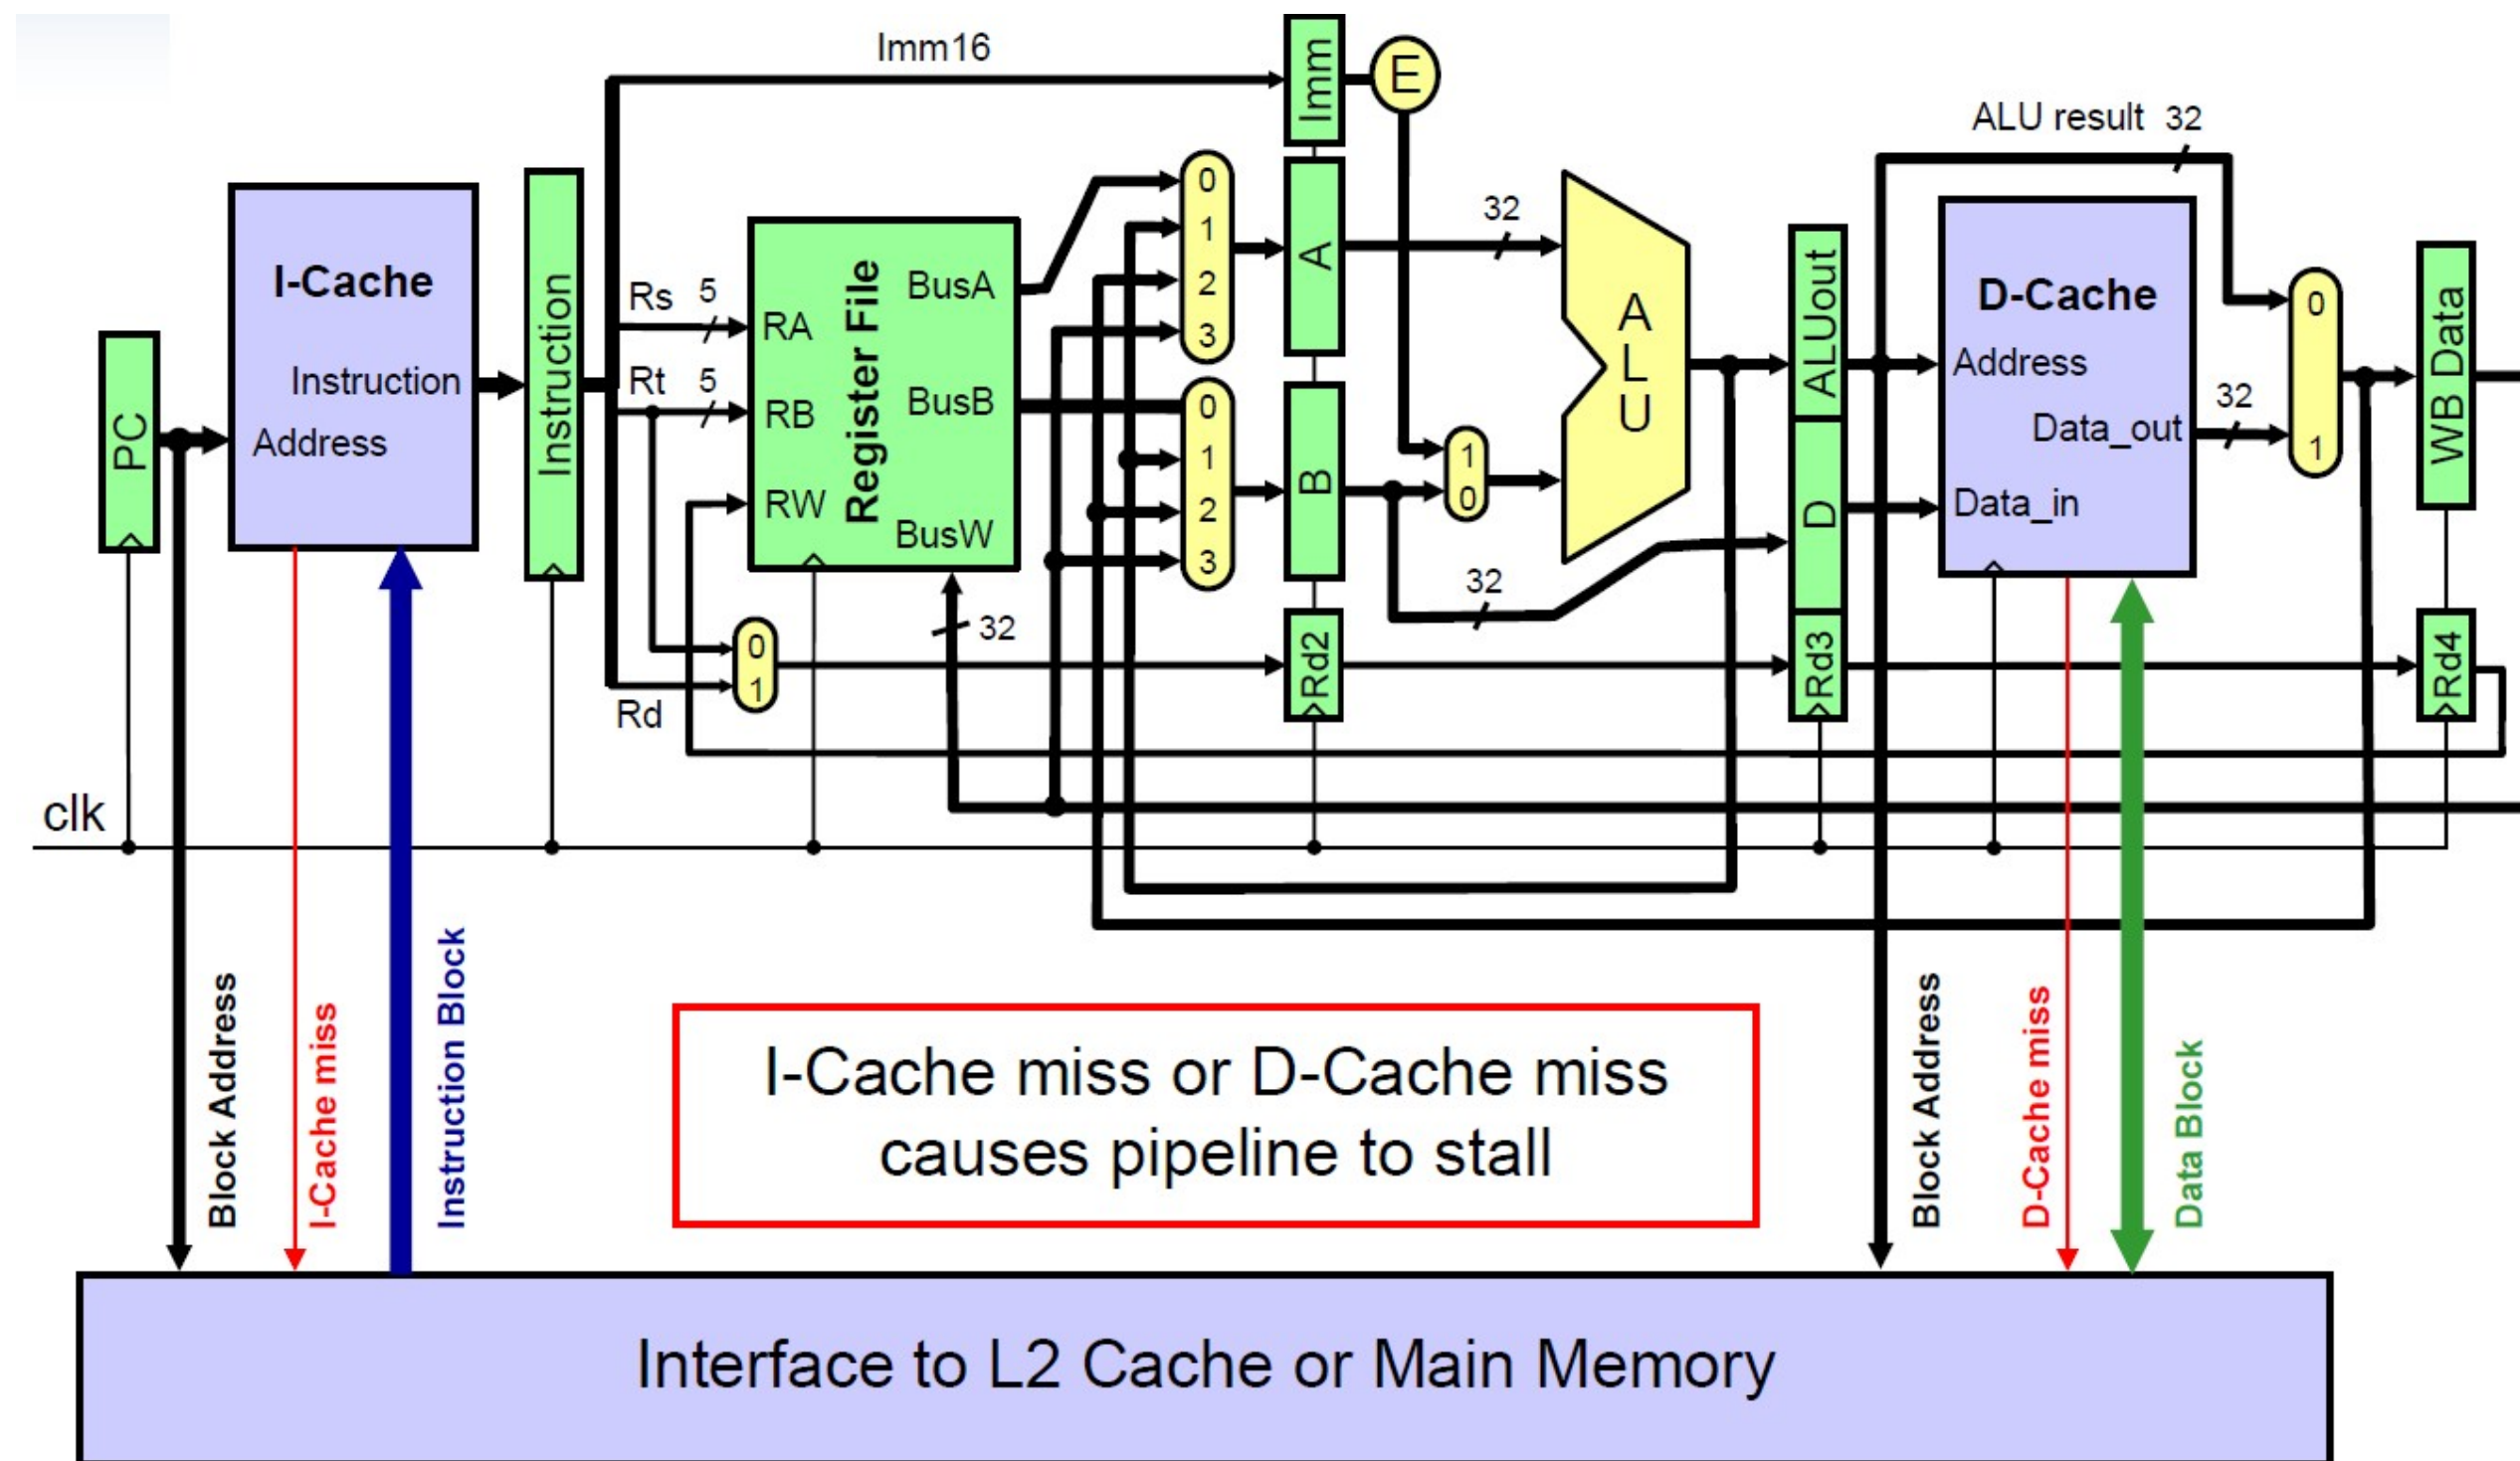 Imm16
Imm
E
ALU result 32
I-Cache
Instruction
Address
PC
Instruction
Rs 5
Rt 5
Rd
Register File
RA
RB
RW
BusA
BusB
BusW
32
0
1
2
3
0
1
2
3
0
1
A
B
Rd2
32
1
0
32
ALU
ALUout
D
Rd3
D-Cache
Address
Data_out
Data_in
32
0
1
WB Data
Rd4
clk
Block Address
I-Cache miss
Instruction Block
I-Cache miss or D-Cache miss
causes pipeline to stall
Block Address
D-Cache miss
Data Block
Interface to L2 Cache or Main Memory